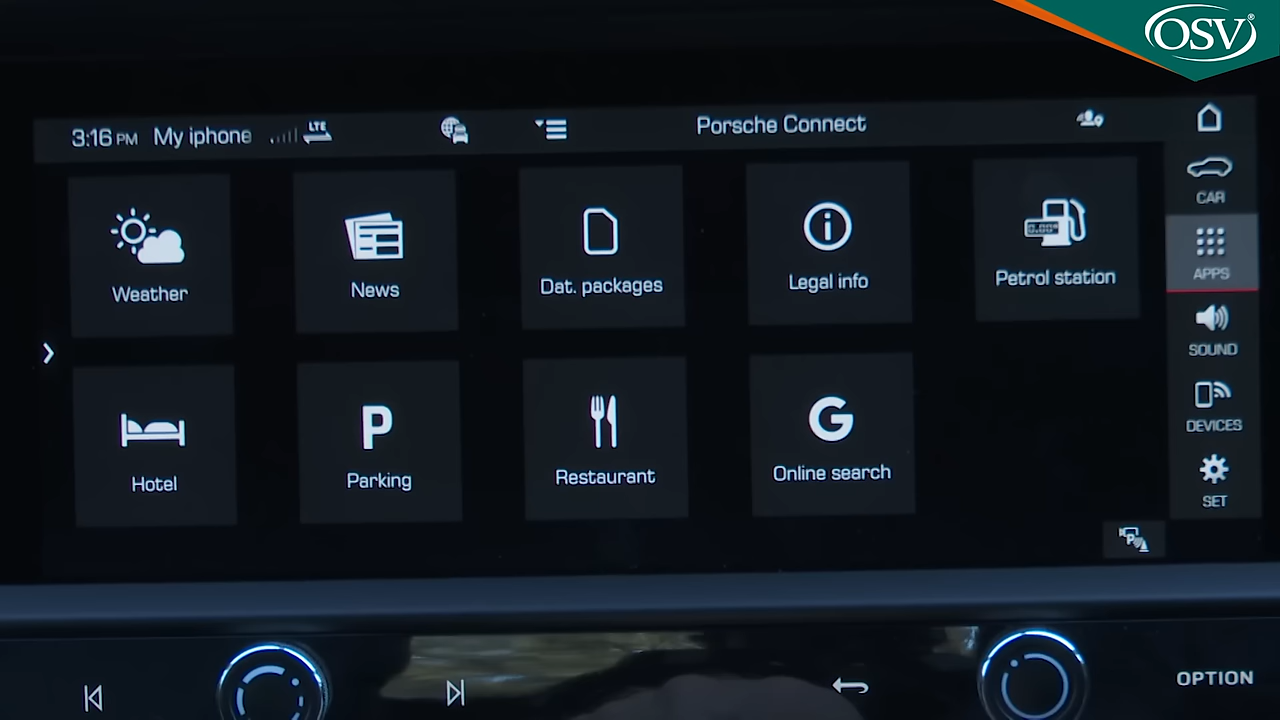 OSV®
3:16 PM My iphone LTE Porsche Connect
CAR
APPS
SOUND
DEVICES
SET
Weather
News
Dat. packages
Legal info
Petrol station
Hotel
P
Parking
Restaurant
G
Online search
OPTION